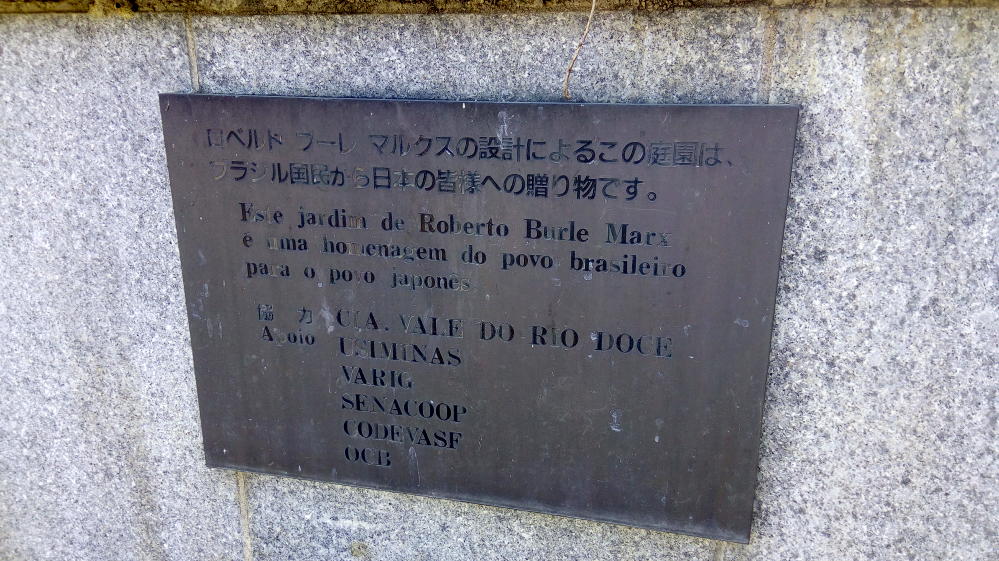 ロベルド ブーレ マルクスの設計によるこの庭園は、
ブラジル国民から日本の皆様への贈り物です。
Este jardim de Roberto Burle Marx
é uma homenagem do povo brasileiro
para o povo japonês
協 力 CIA. VALE DO RIO DOCE
Apoio USIMINAS
VARIG
SENACOOP
CODEVASF
OCB